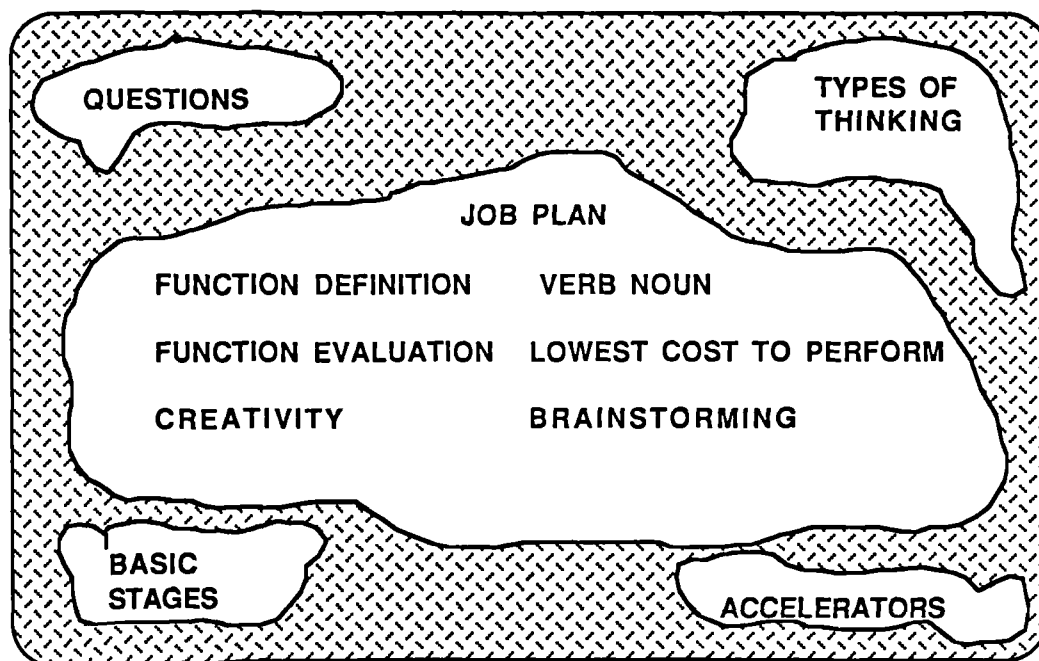 QUESTIONS
TYPES OF
THINKING
JOB PLAN
FUNCTION DEFINITION VERB NOUN
FUNCTION EVALUATION LOWEST COST TO PERFORM
CREATIVITY BRAINSTORMING
BASIC
STAGES
ACCELERATORS